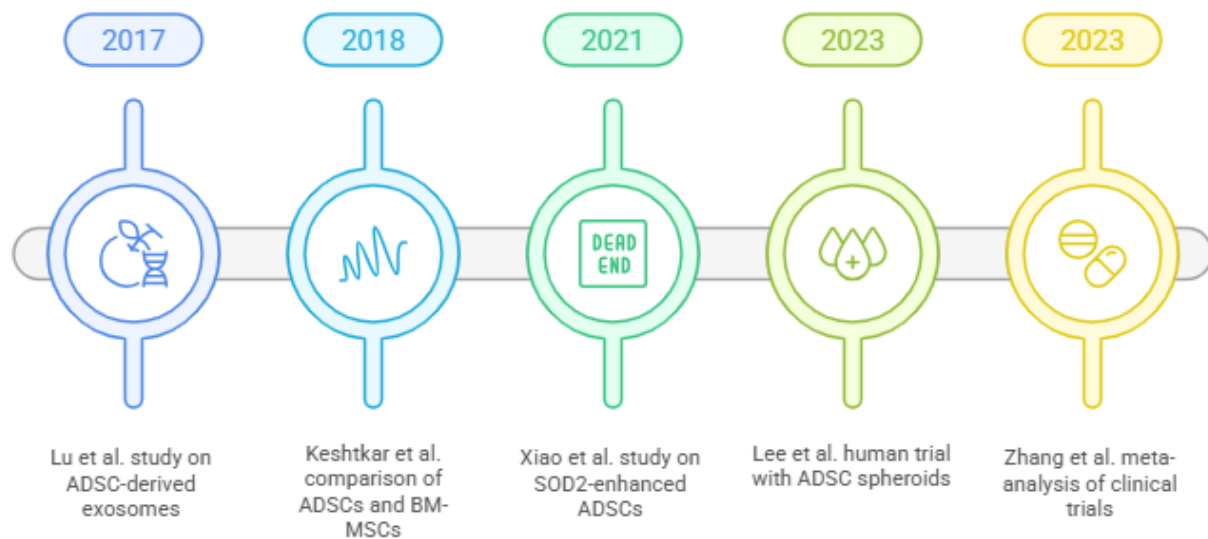 2017
2018
2021
2023
2023
DEAD
END
Lu et al. study on
ADSC-derived
exosomes
Keshtkar et al.
comparison of
ADSCs and BM-
MSCs
Xiao et al. study on
SOD2-enhanced
ADSCs
Lee et al. human trial
with ADSC spheroids
Zhang et al. meta-
analysis of clinical
trials